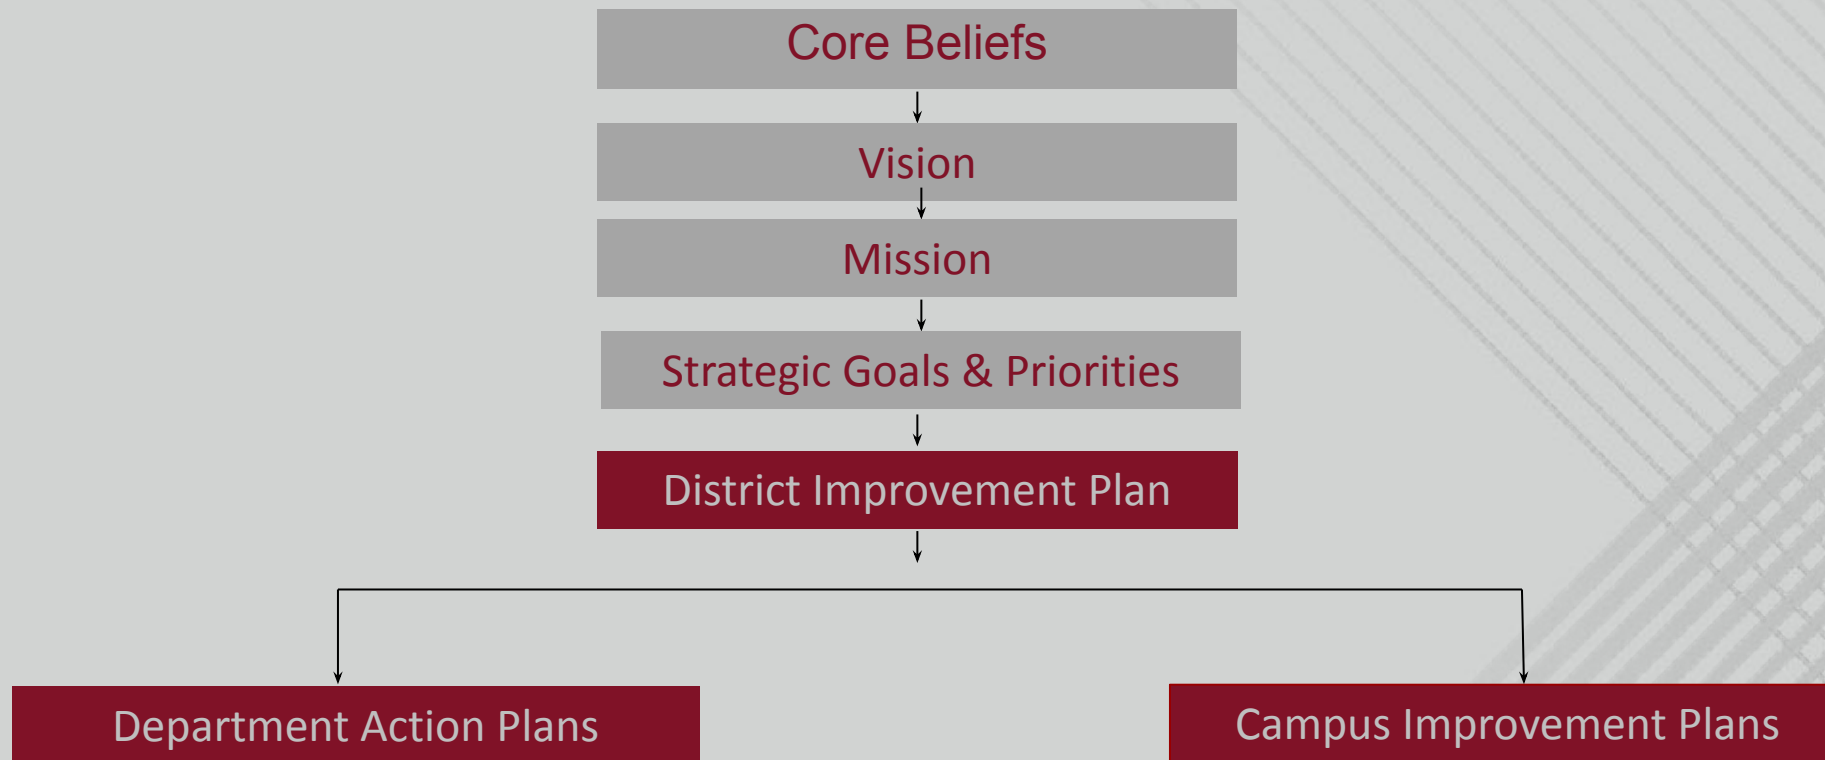 Core Beliefs
Vision
Mission
Strategic Goals & Priorities
District Improvement Plan
Department Action Plans
Campus Improvement Plans